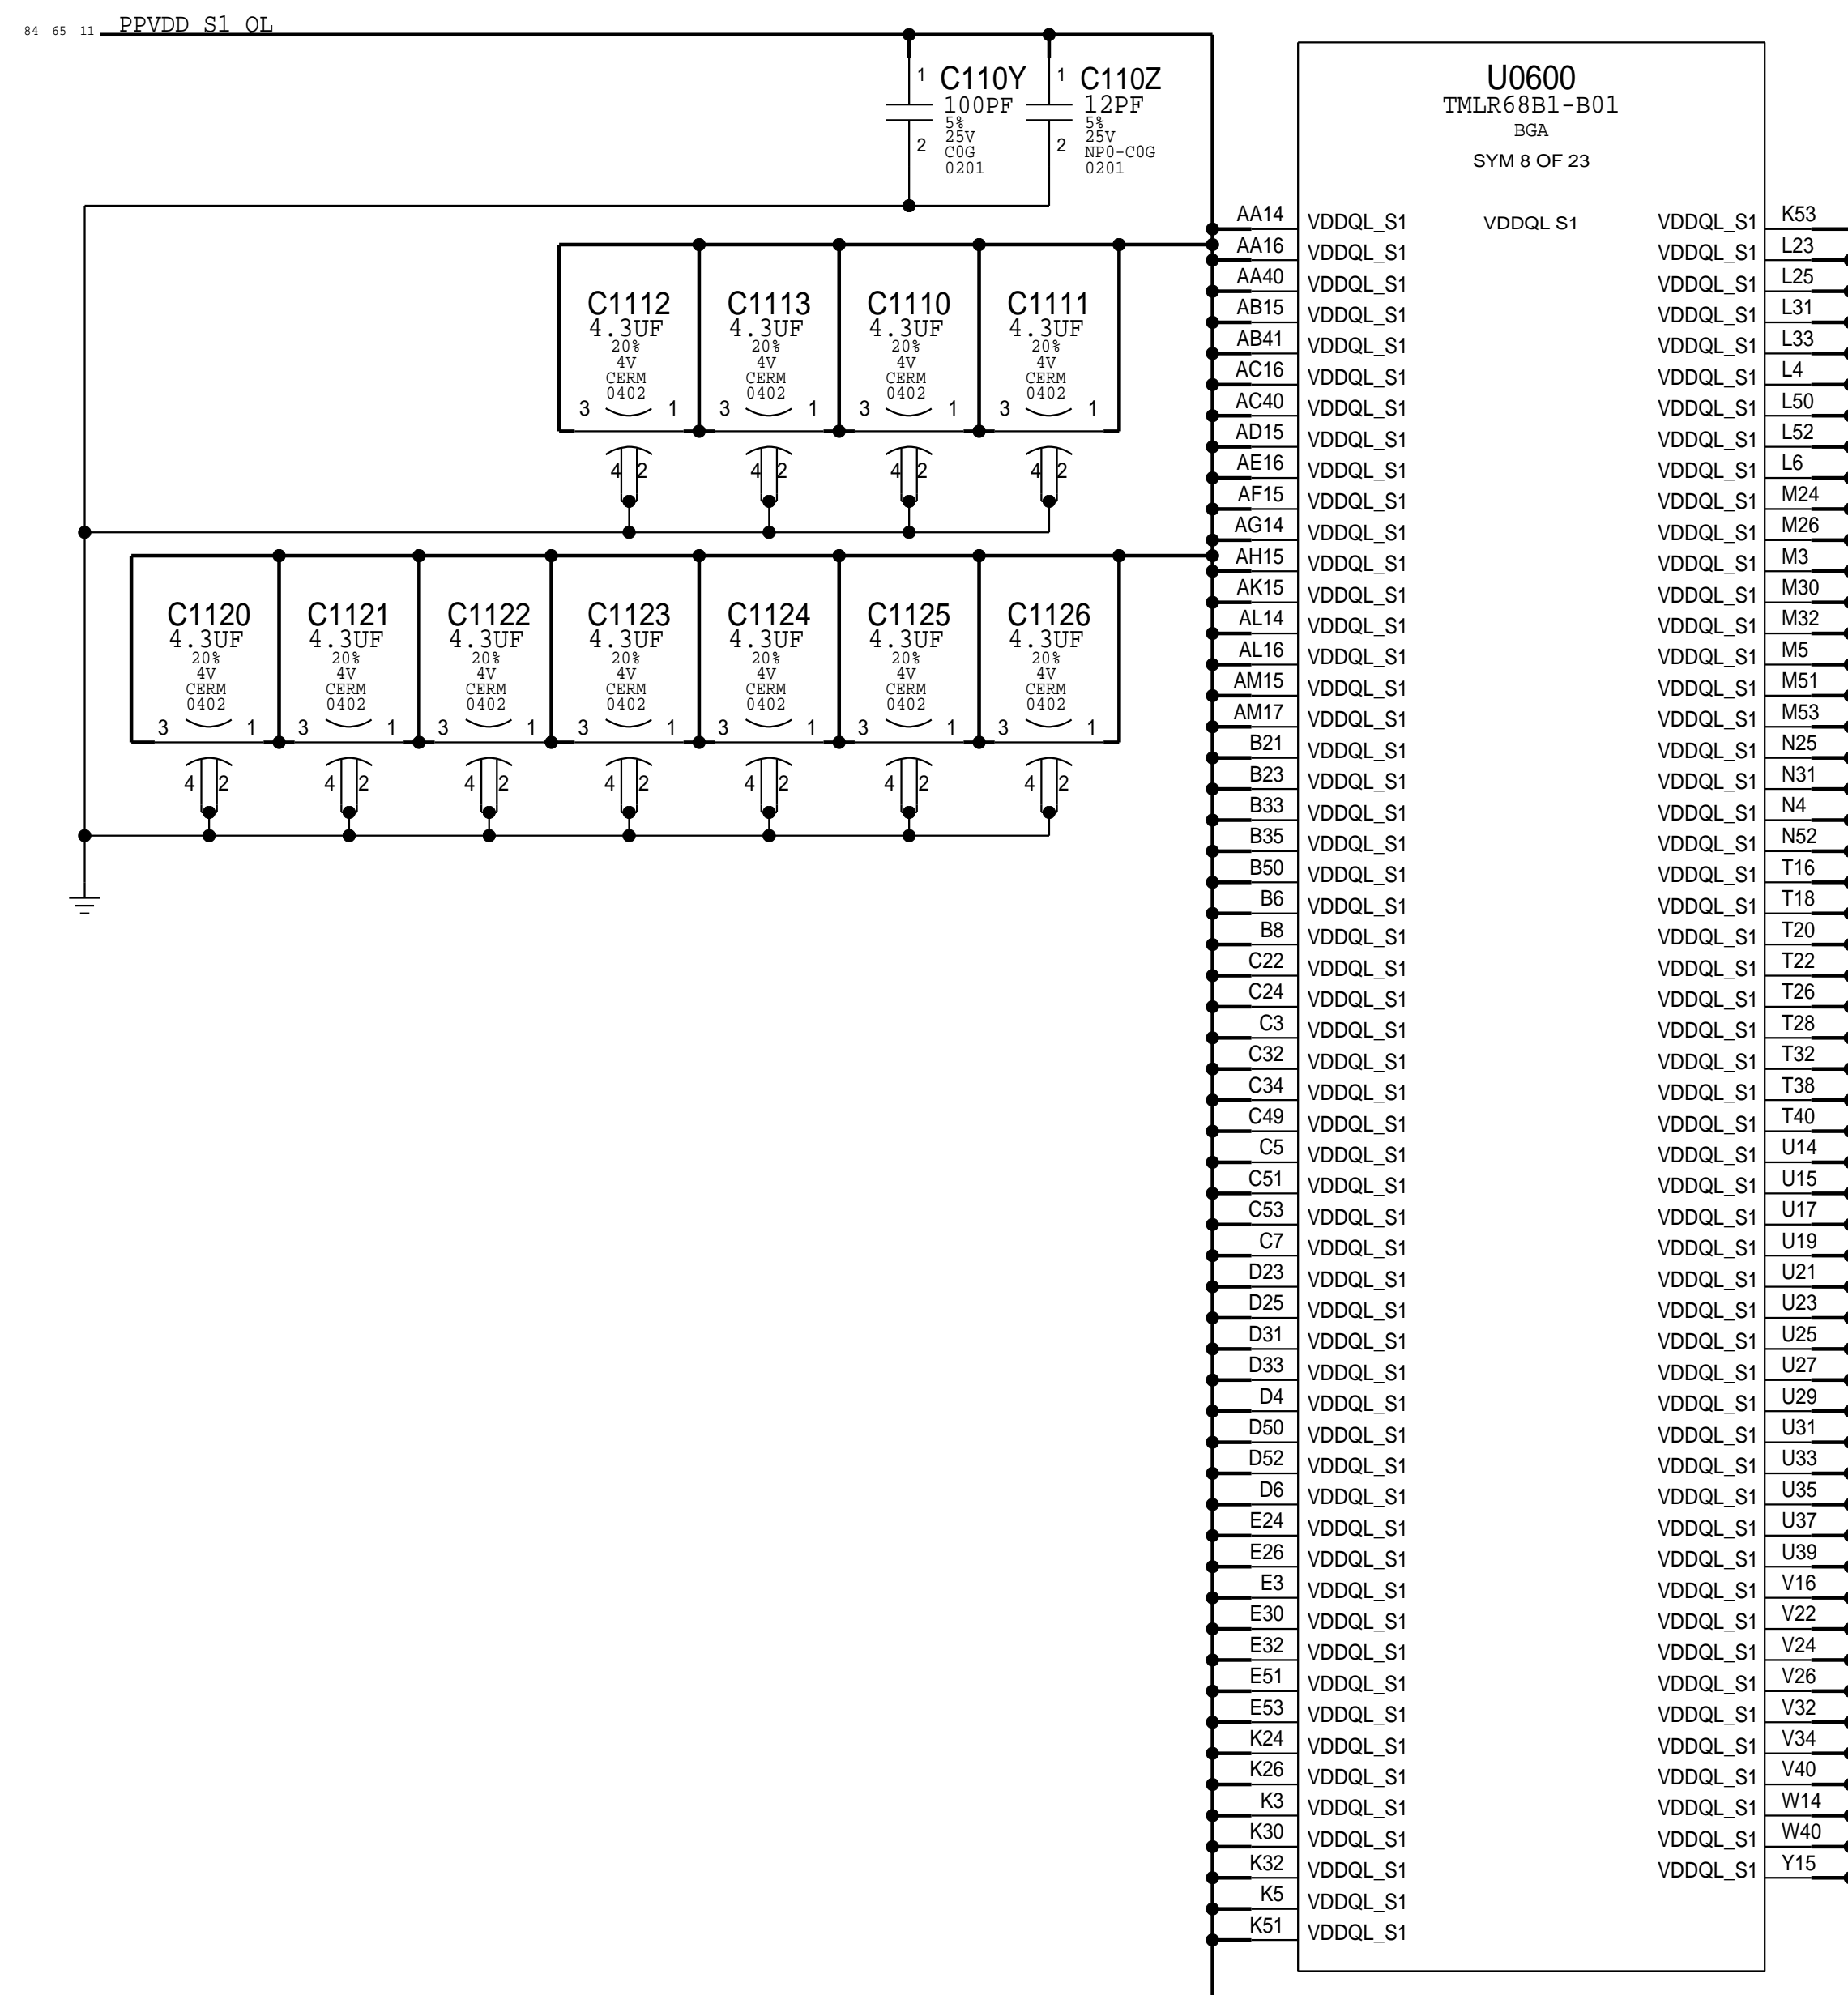 84 65 11 PPVDD_S1_QL
1 C110Y
100PF
5%
25V
2 C0G
0201
1 C110Z
12PF
5%
25V
2 NP0-C0G
0201
C1112
4.3UF
20%
4V
CERM
0402
3 1
4 2
C1113
4.3UF
20%
4V
CERM
0402
3 1
4 2
C1110
4.3UF
20%
4V
CERM
0402
3 1
4 2
C1111
4.3UF
20%
4V
CERM
0402
3 1
4 2
C1120
4.3UF
20%
4V
CERM
0402
3 1
4 2
C1121
4.3UF
20%
4V
CERM
0402
3 1
4 2
C1122
4.3UF
20%
4V
CERM
0402
3 1
4 2
C1123
4.3UF
20%
4V
CERM
0402
3 1
4 2
C1124
4.3UF
20%
4V
CERM
0402
3 1
4 2
C1125
4.3UF
20%
4V
CERM
0402
3 1
4 2
C1126
4.3UF
20%
4V
CERM
0402
3 1
4 2
U0600
TMLR68B1-B01
BGA
SYM 8 OF 23
AA14 VDDQL_S1 VDDQL S1 VDDQL_S1 K53
AA16 VDDQL_S1 VDDQL_S1 L23
AA40 VDDQL_S1 VDDQL_S1 L25
AB15 VDDQL_S1 VDDQL_S1 L31
AB41 VDDQL_S1 VDDQL_S1 L33
AC16 VDDQL_S1 VDDQL_S1 L4
AC40 VDDQL_S1 VDDQL_S1 L50
AD15 VDDQL_S1 VDDQL_S1 L52
AE16 VDDQL_S1 VDDQL_S1 L6
AF15 VDDQL_S1 VDDQL_S1 M24
AG14 VDDQL_S1 VDDQL_S1 M26
AH15 VDDQL_S1 VDDQL_S1 M3
AK15 VDDQL_S1 VDDQL_S1 M30
AL14 VDDQL_S1 VDDQL_S1 M32
AL16 VDDQL_S1 VDDQL_S1 M5
AM15 VDDQL_S1 VDDQL_S1 M51
AM17 VDDQL_S1 VDDQL_S1 M53
B21 VDDQL_S1 VDDQL_S1 N25
B23 VDDQL_S1 VDDQL_S1 N31
B33 VDDQL_S1 VDDQL_S1 N4
B35 VDDQL_S1 VDDQL_S1 N52
B50 VDDQL_S1 VDDQL_S1 T16
B6 VDDQL_S1 VDDQL_S1 T18
B8 VDDQL_S1 VDDQL_S1 T20
C22 VDDQL_S1 VDDQL_S1 T22
C24 VDDQL_S1 VDDQL_S1 T26
C3 VDDQL_S1 VDDQL_S1 T28
C32 VDDQL_S1 VDDQL_S1 T32
C34 VDDQL_S1 VDDQL_S1 T38
C49 VDDQL_S1 VDDQL_S1 T40
C5 VDDQL_S1 VDDQL_S1 U14
C51 VDDQL_S1 VDDQL_S1 U15
C53 VDDQL_S1 VDDQL_S1 U17
C7 VDDQL_S1 VDDQL_S1 U19
D23 VDDQL_S1 VDDQL_S1 U21
D25 VDDQL_S1 VDDQL_S1 U23
D31 VDDQL_S1 VDDQL_S1 U25
D33 VDDQL_S1 VDDQL_S1 U27
D4 VDDQL_S1 VDDQL_S1 U29
D50 VDDQL_S1 VDDQL_S1 U31
D52 VDDQL_S1 VDDQL_S1 U33
D6 VDDQL_S1 VDDQL_S1 U35
E24 VDDQL_S1 VDDQL_S1 U37
E26 VDDQL_S1 VDDQL_S1 U39
E3 VDDQL_S1 VDDQL_S1 V16
E30 VDDQL_S1 VDDQL_S1 V22
E32 VDDQL_S1 VDDQL_S1 V24
E51 VDDQL_S1 VDDQL_S1 V26
E53 VDDQL_S1 VDDQL_S1 V32
K24 VDDQL_S1 VDDQL_S1 V34
K26 VDDQL_S1 VDDQL_S1 V40
K3 VDDQL_S1 VDDQL_S1 W14
K30 VDDQL_S1 VDDQL_S1 W40
K32 VDDQL_S1 VDDQL_S1 Y15
K5 VDDQL_S1
K51 VDDQL_S1